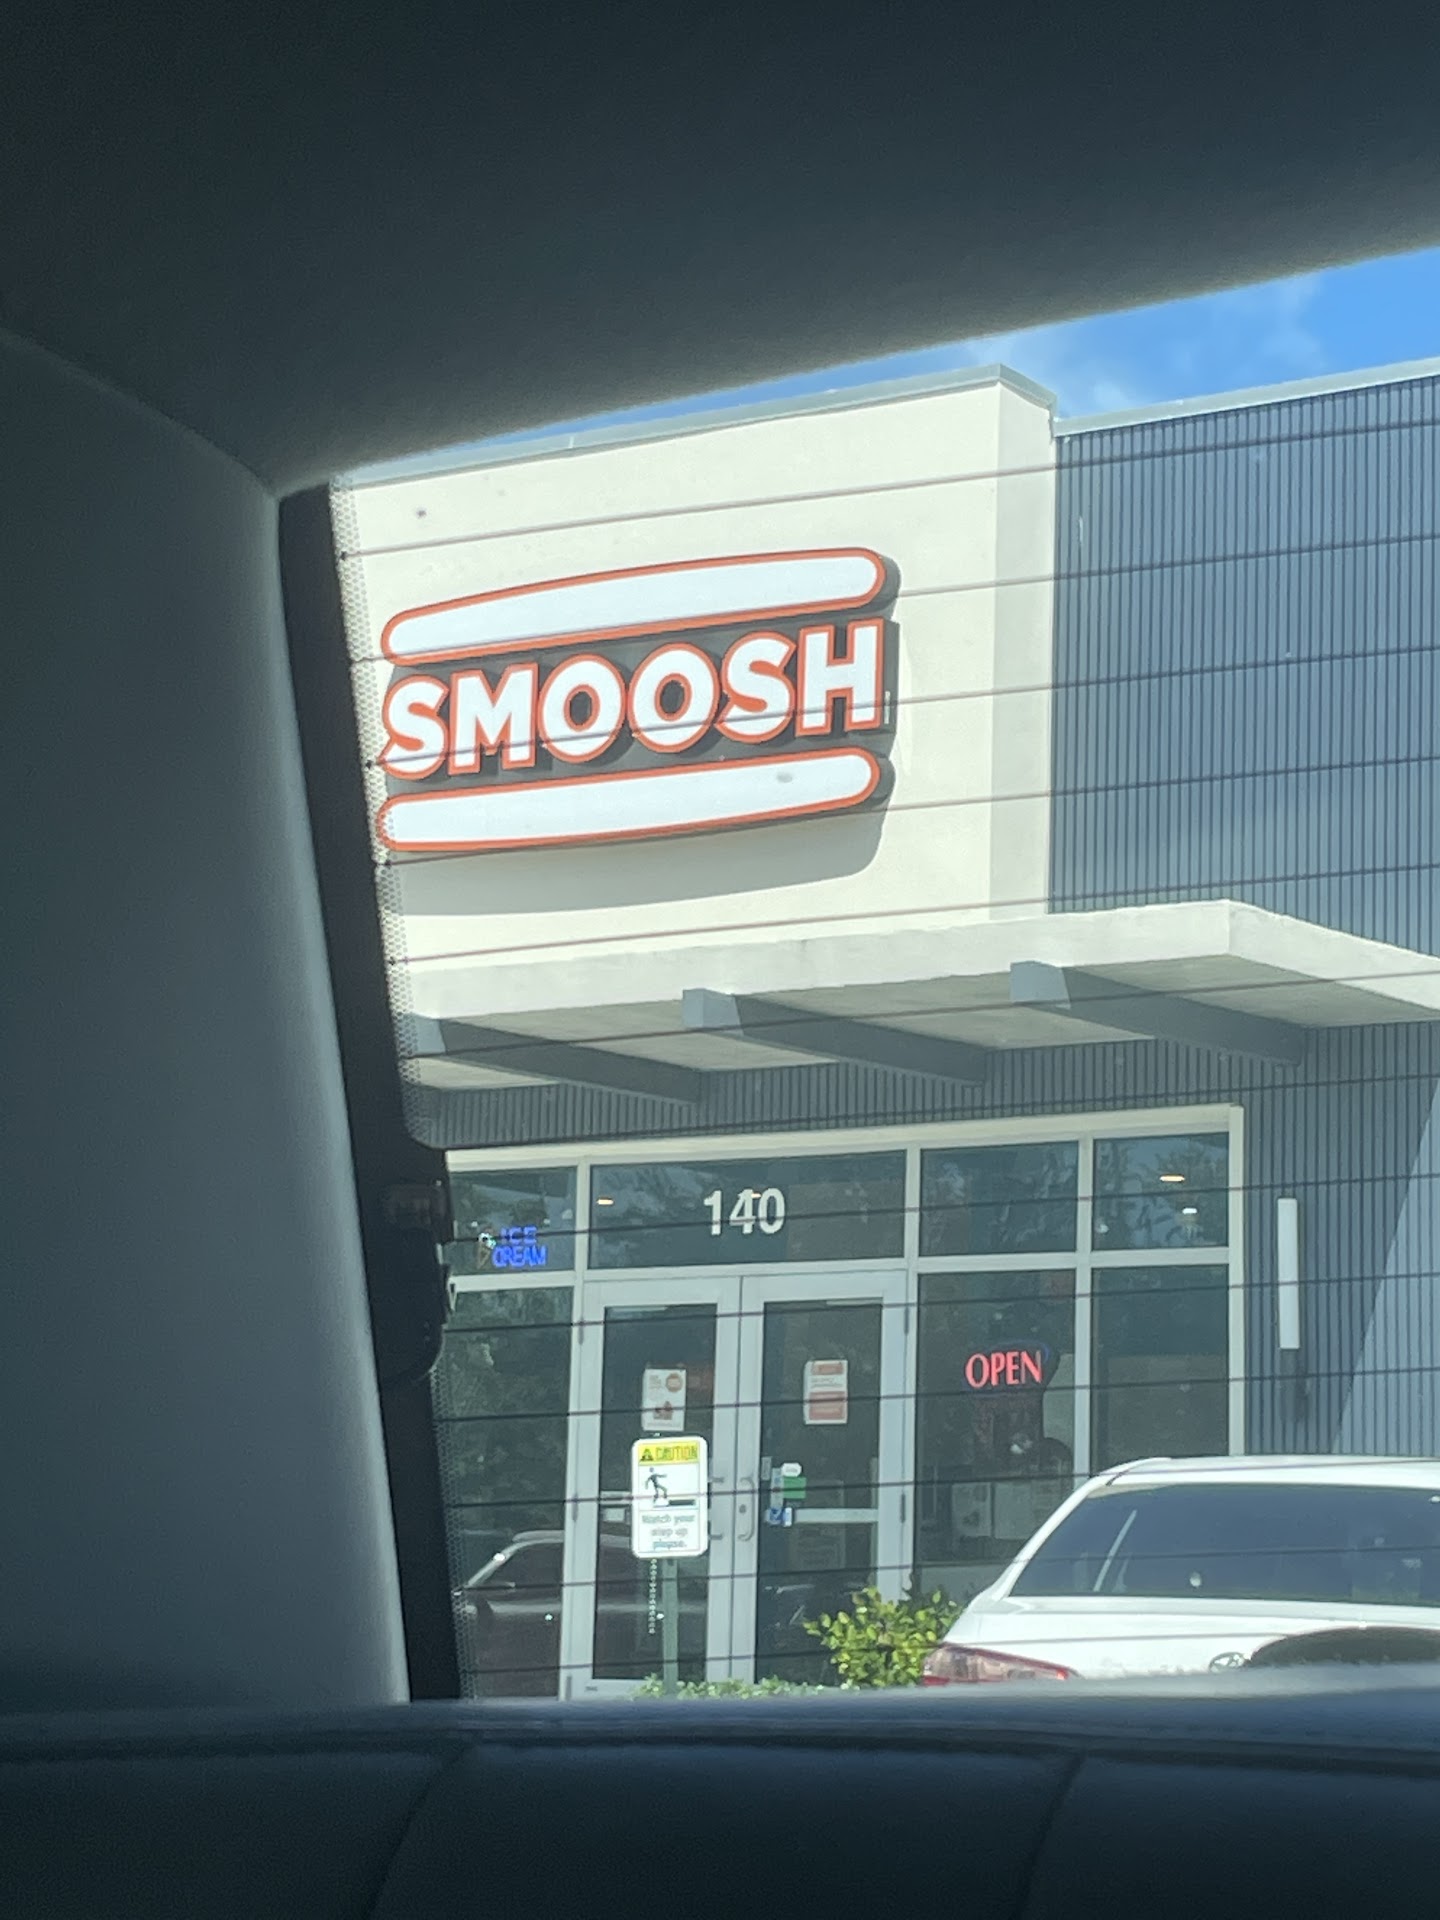 SMOOSH
140
ICE
CREAM
OPEN
CAUTION
Watch your
step up
please.